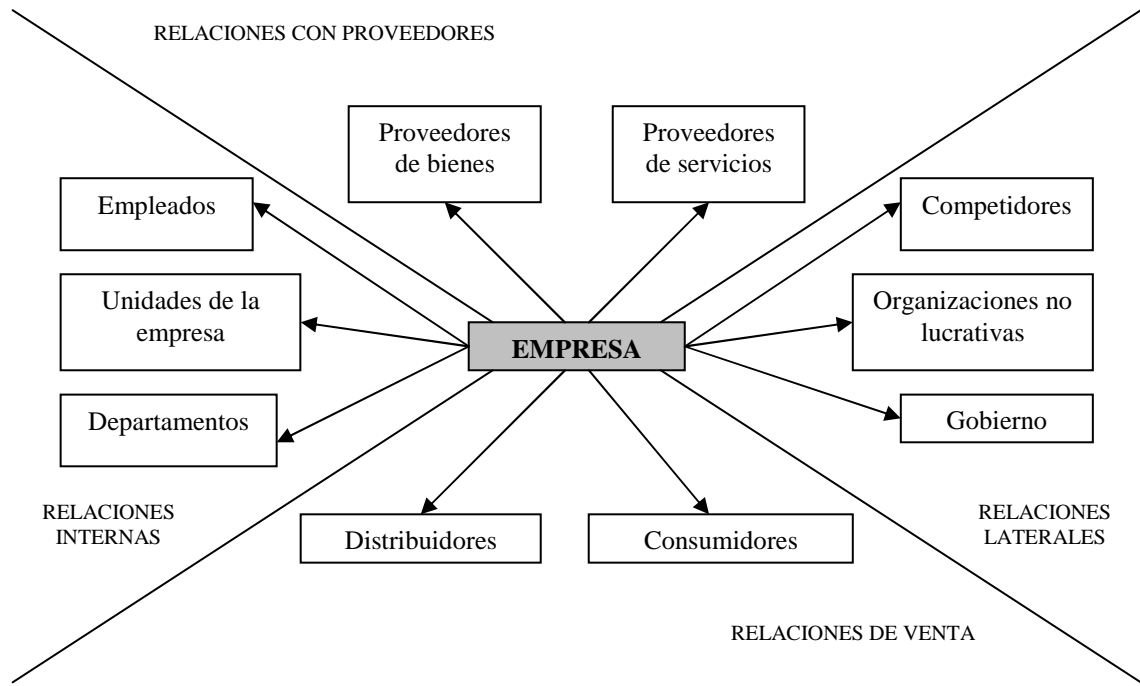 RELACIONES CON PROVEEDORES
Proveedores
de bienes
Proveedores
de servicios
Empleados
Competidores
Unidades de la
empresa
Organizaciones no
lucrativas
EMPRESA
Departamentos
Gobierno
RELACIONES
INTERNAS
RELACIONES
LATERALES
Distribuidores
Consumidores
RELACIONES DE VENTA